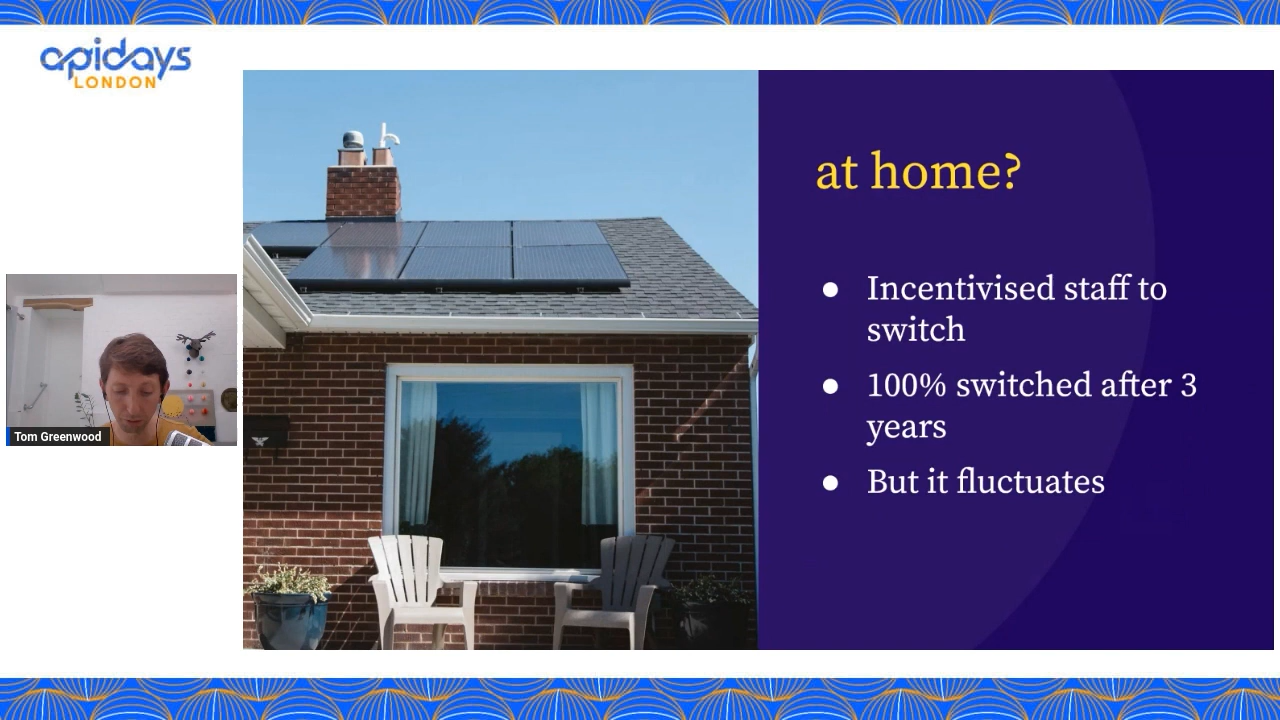 apidays
LONDON
at home?
● Incentivised staff to
switch
● 100% switched after 3
years
● But it fluctuates
Tom Greenwood